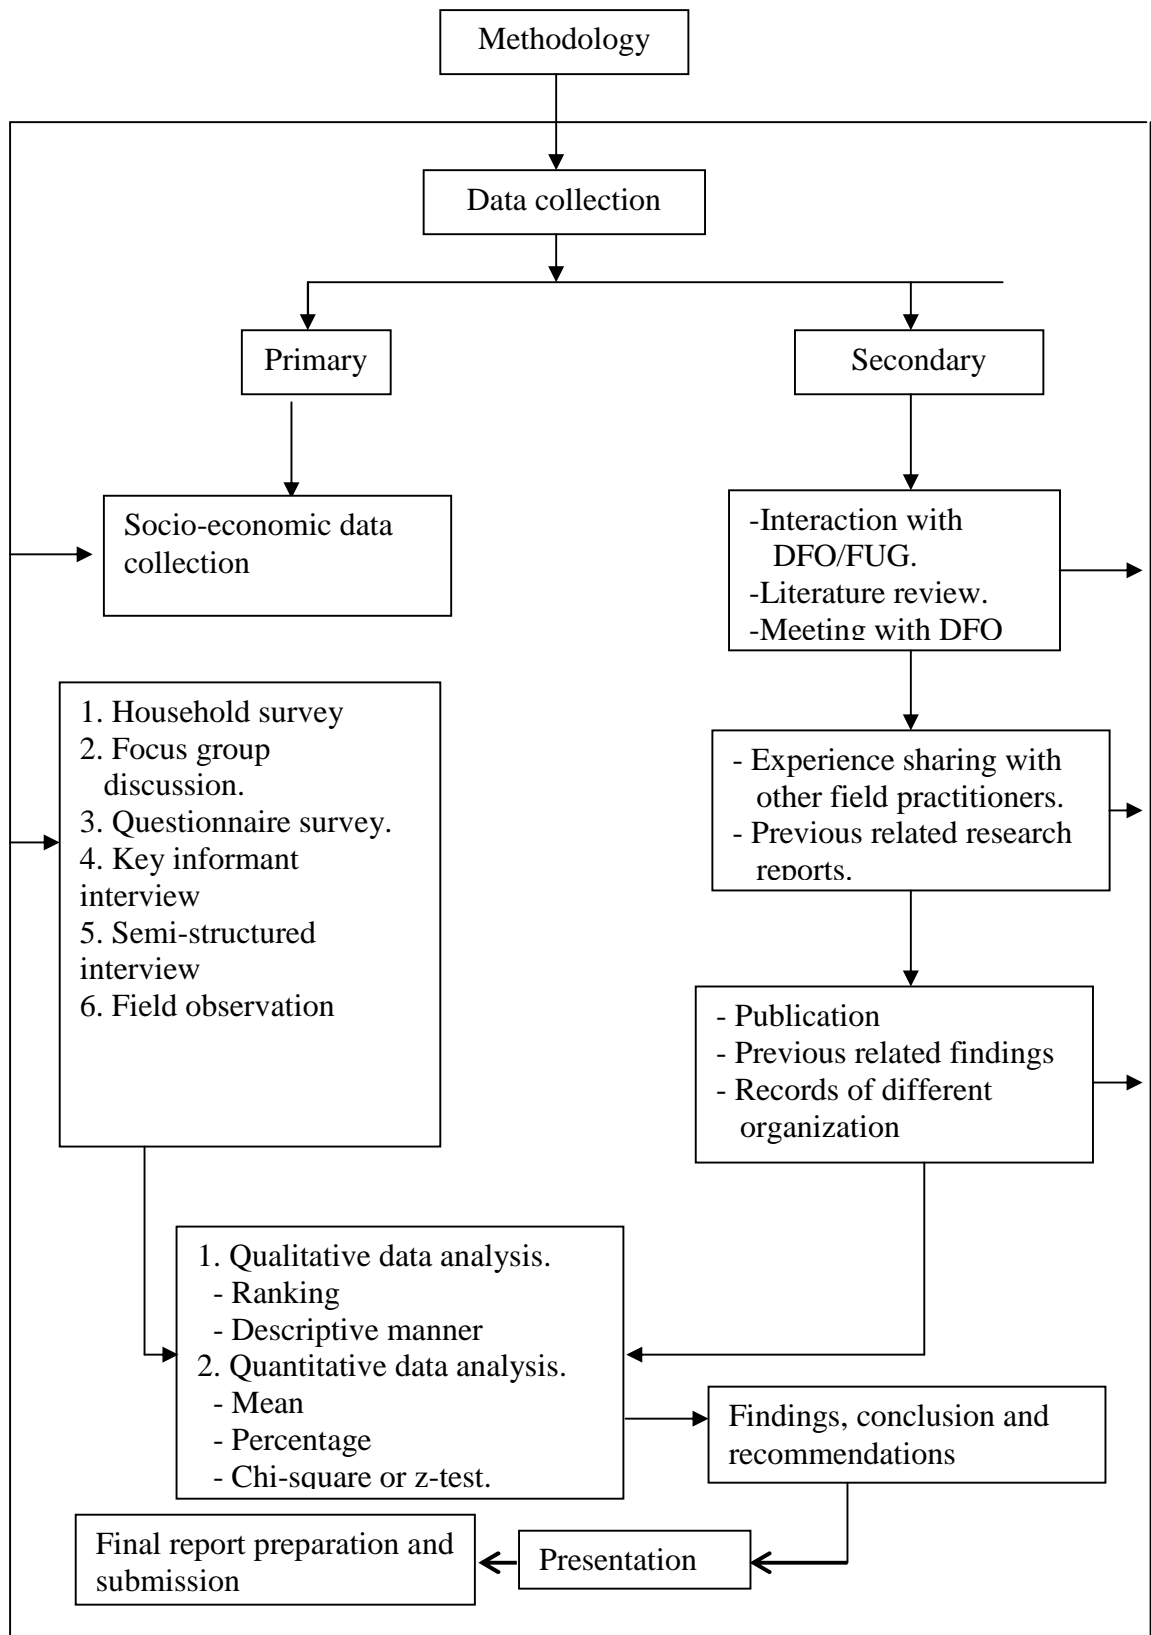 Methodology
Data collection
Primary
Secondary
Socio-economic data
collection
-Interaction with
DFO/FUG.
-Literature review.
-Meeting with DFO
1. Household survey
2. Focus group
discussion.
3. Questionnaire survey.
4. Key informant
interview
5. Semi-structured
interview
6. Field observation
- Experience sharing with
other field practitioners.
- Previous related research
reports.
- Publication
- Previous related findings
- Records of different
organization
1. Qualitative data analysis.
- Ranking
- Descriptive manner
2. Quantitative data analysis.
- Mean
- Percentage
- Chi-square or z-test.
Findings, conclusion and
recommendations
Presentation
Final report preparation and
submission